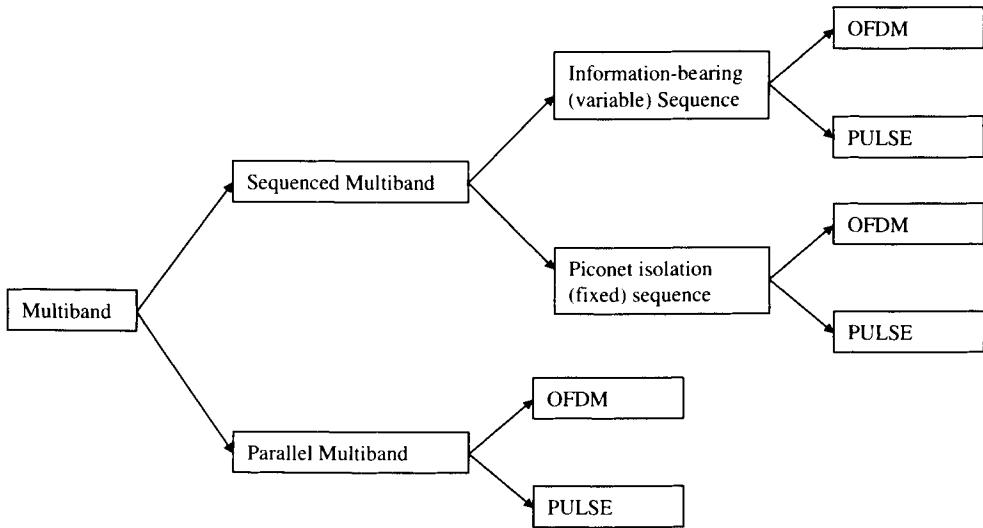 OFDM
Information-bearing
(variable) Sequence
PULSE
Sequenced Multiband
OFDM
Piconet isolation
(fixed) sequence
Multiband
PULSE
OFDM
Parallel Multiband
PULSE